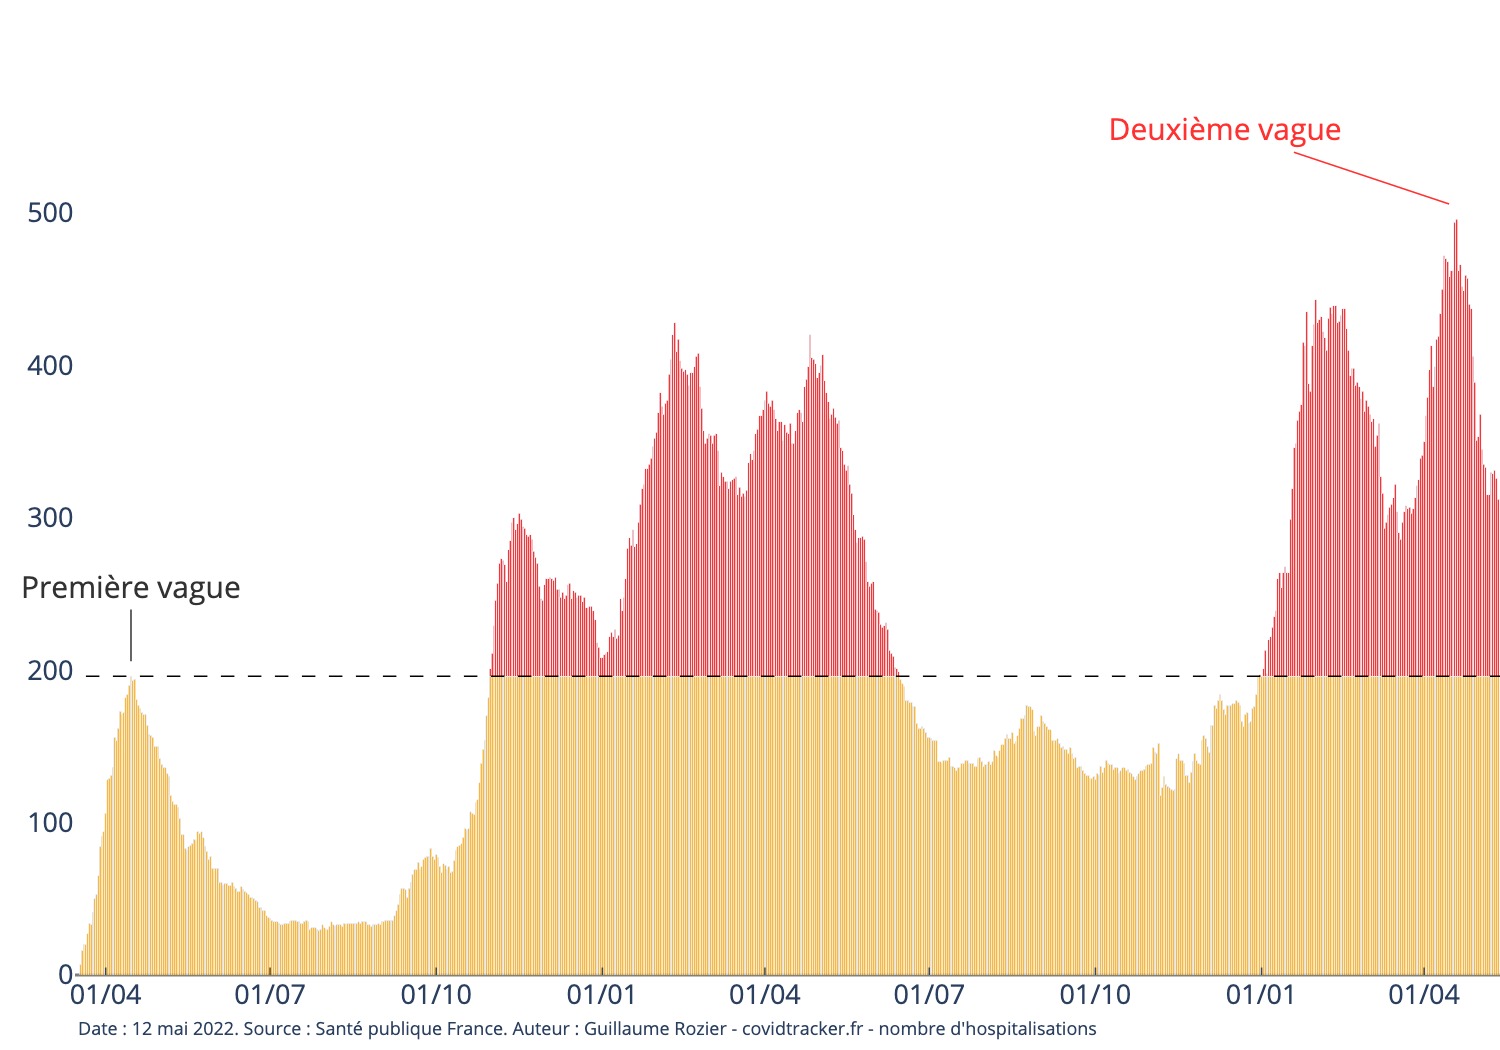 Deuxième vague
500
400
300
Première vague
200
100
0
01/04 01/07 01/10 01/01 01/04 01/07 01/10 01/01 01/04
Date : 12 mai 2022. Source : Santé publique France. Auteur : Guillaume Rozier - covidtracker.fr - nombre d'hospitalisations